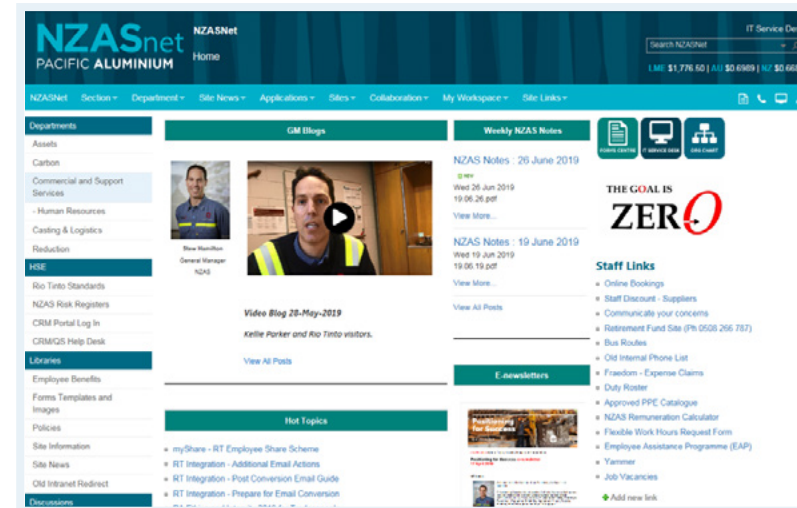 NZASnet
PACIFIC ALUMINIUM
NZASNet
Home
IT Service Des
Search NZASNet
LME $1,776.50 | AU $0.6989 | NZ $0.66
NZASNet Section Department Site News Applications Sites Collaboration My Workspace Site Links
Departments
Assets
Carbon
Commercial and Support
Services
- Human Resources
Casting & Logistics
Reduction
HSE
Rio Tinto Standards
NZAS Risk Registers
CRM Portal Log In
CRM/QS Help Desk
Libraries
Employee Benefits
Forms Templates and
Images
Policies
Site Information
Site News
Old Intranet Redirect
Discussions
GM Blogs
Steve Hamilton
General Manager
NZAS
Video Blog 28-May-2019
Kellie Parker and Rio Tinto visitors.
View All Posts
Hot Topics
myShare - RT Employee Share Scheme
RT Integration - Additional Email Actions
RT Integration - Post Conversion Email Guide
RT Integration - Prepare for Email Conversion
Weekly NZAS Notes
NZAS Notes : 26 June 2019
NEW
Wed 26 Jun 2019
19.06.26.pdf
View More...
NZAS Notes : 19 June 2019
Wed 19 Jun 2019
19.06.19.pdf
View More...
View All Posts
E-newsletters
Positioning
for Success
FORMS CENTRE
IT SERVICE DESK
ORG CHART
THE GOAL IS
ZERO
Staff Links
Online Bookings
Staff Discount - Suppliers
Communicate your concerns
Retirement Fund Site (Ph 0508 266 787)
Bus Routes
Old Internal Phone List
Fraedom - Expense Claims
Duty Roster
Approved PPE Catalogue
NZAS Remuneration Calculator
Flexible Work Hours Request Form
Employee Assistance Programme (EAP)
Yammer
Job Vacancies
Add new link